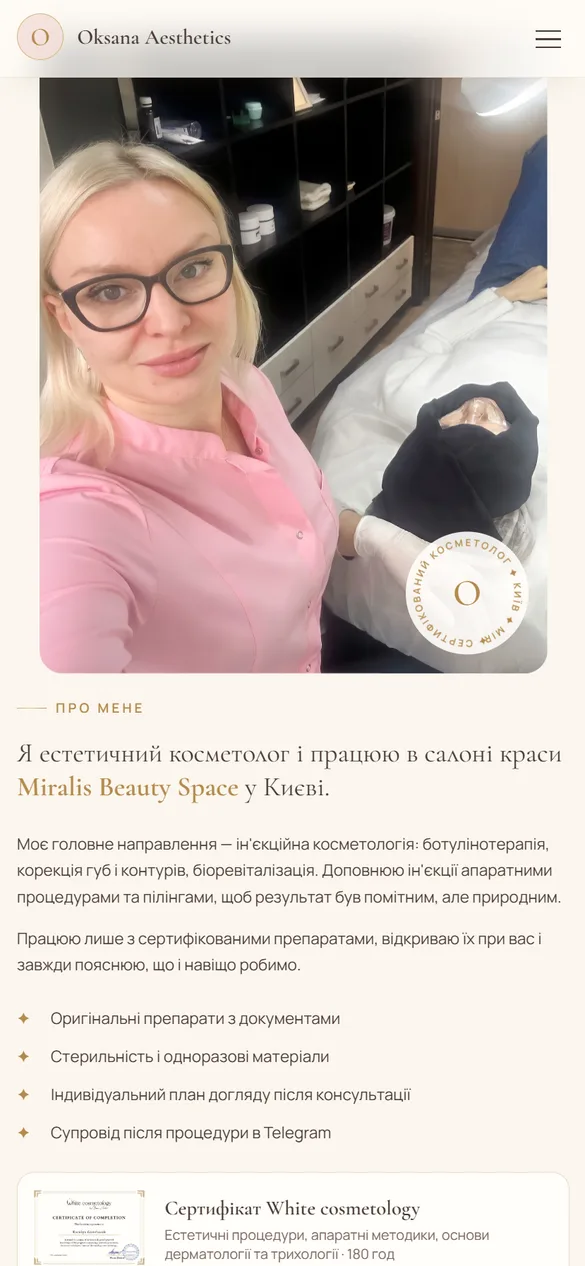 O
Oksana Aesthetics
СЕРТИФІКОВАНИЙ КОСМЕТОЛОГ ✦ КИЇВ ✦
O
ПРО МЕНЕ
Я естетичний косметолог і працюю в салоні краси
Miralis Beauty Space у Києві.
Моє головне направлення — ін'єкційна косметологія: ботулінотерапія,
корекція губ і контурів, біоревіталізація. Доповнюю ін'єкції апаратними
процедурами та пілінгами, щоб результат був помітним, але природним.
Працюю лише з сертифікованими препаратами, відкриваю їх при вас і
завжди пояснюю, що і навіщо робимо.
✦ Оригінальні препарати з документами
✦ Стерильність і одноразові матеріали
✦ Індивідуальний план догляду після консультації
✦ Супровід після процедури в Telegram
White cosmetology
CERTIFICATE OF COMPLETION
Сертифікат White cosmetology
Естетичні процедури, апаратні методики, основи
дерматології та трихології · 180 год